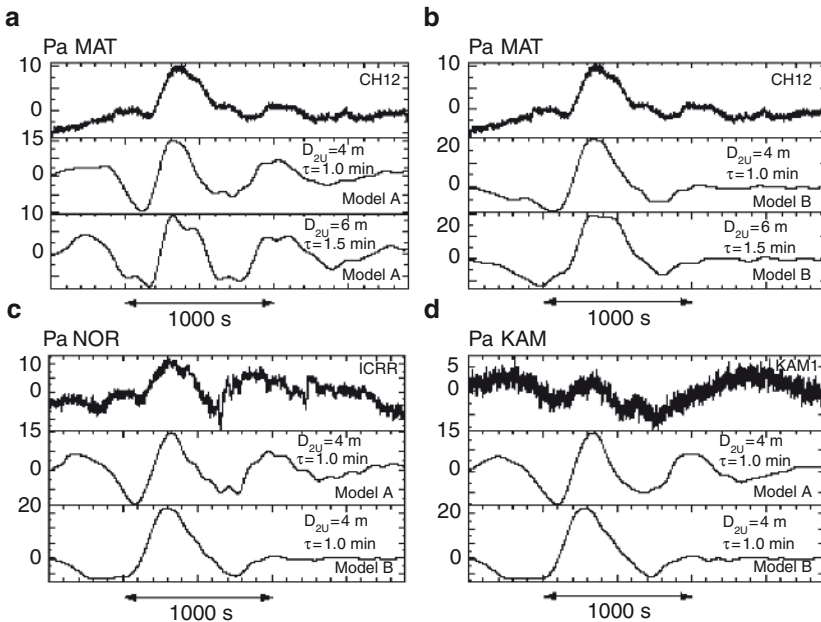 a
Pa MAT
10
0
CH12
15
0
D2U=4 m
τ=1.0 min
Model A
10
0
D2U=6 m
τ=1.5 min
Model A
1000 s
b
Pa MAT
10
0
CH12
20
0
D2U=4 m
τ=1.0 min
Model B
20
0
D2U=6 m
τ=1.5 min
Model B
1000 s
c
Pa NOR
10
0
ICRR
15
0
D2U=4 m
τ=1.0 min
Model A
20
0
D2U=4 m
τ=1.0 min
Model B
1000 s
d
Pa KAM
5
0
KAM1
15
0
D2U=4 m
τ=1.0 min
Model A
20
0
D2U=4 m
τ=1.0 min
Model B
1000 s